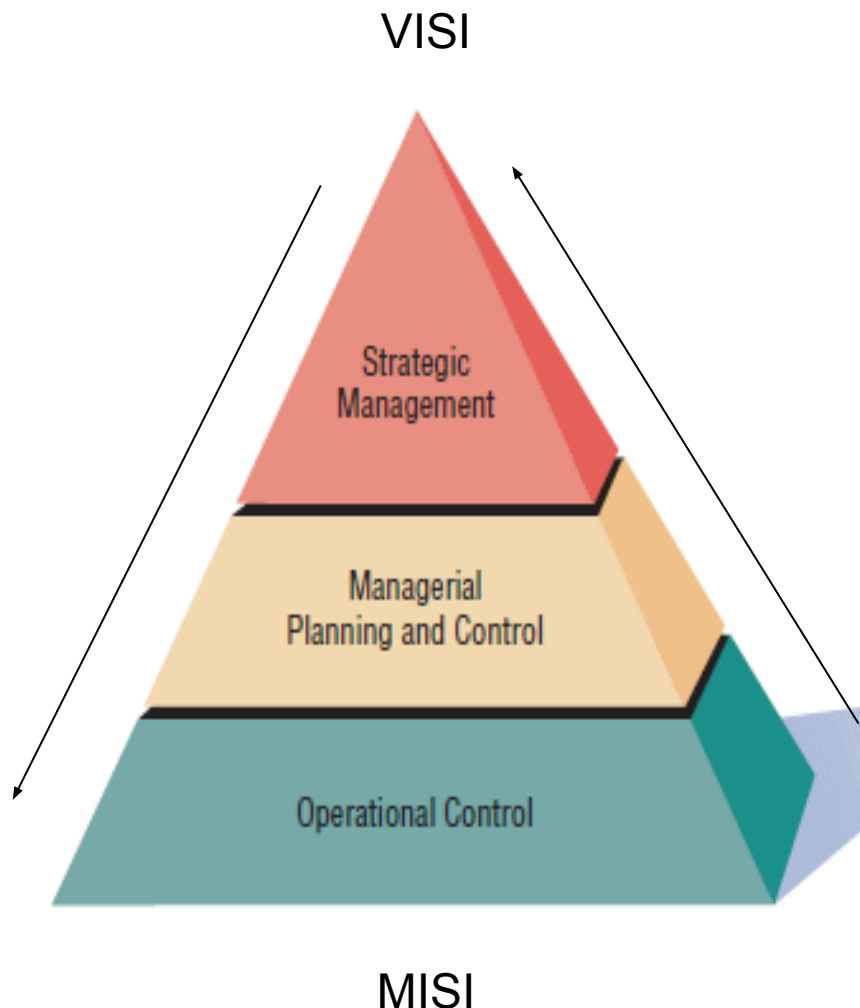 VISI
Strategic
Management
Managerial
Planning and Control
Operational Control
MISI